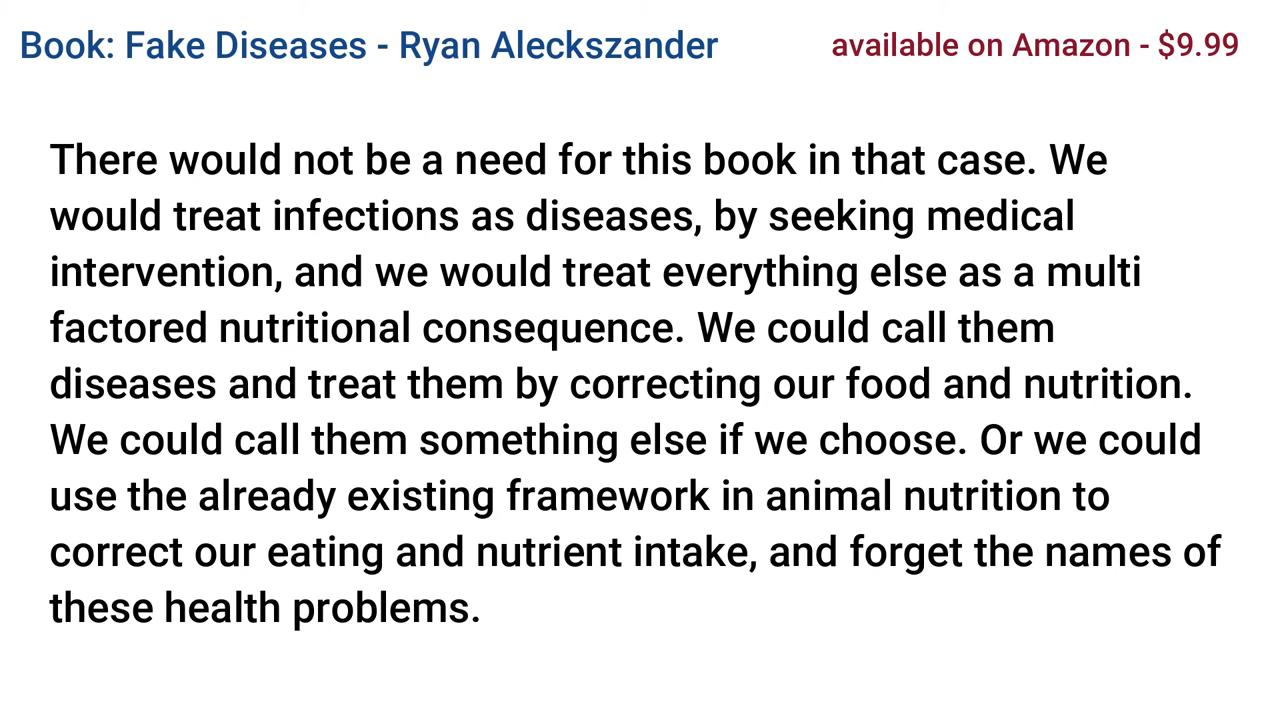 Book: Fake Diseases - Ryan Aleckszander
available on Amazon - $9.99
There would not be a need for this book in that case. We
would treat infections as diseases, by seeking medical
intervention, and we would treat everything else as a multi
factored nutritional consequence. We could call them
diseases and treat them by correcting our food and nutrition.
We could call them something else if we choose. Or we could
use the already existing framework in animal nutrition to
correct our eating and nutrient intake, and forget the names of
these health problems.